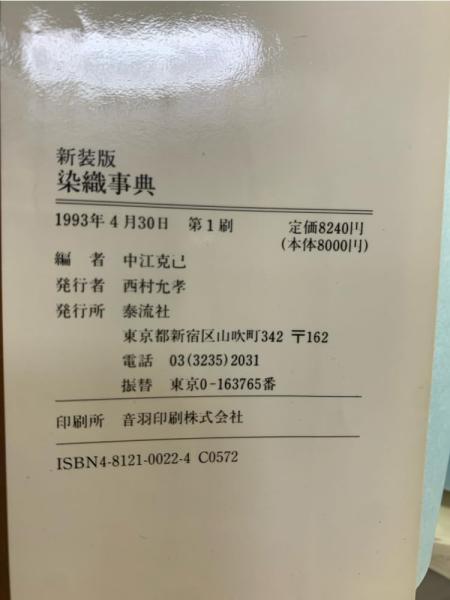 新装版
染織事典
1993年4月30日 第1刷 定価8240円
(本体8000円)
編者 中江克己
発行者 西村允孝
発行所 泰流社
東京都新宿区山吹町342 〒162
電話 03(3235)2031
振替 東京0-163765番
印刷所 音羽印刷株式会社
ISBN4-8121-0022-4 C0572